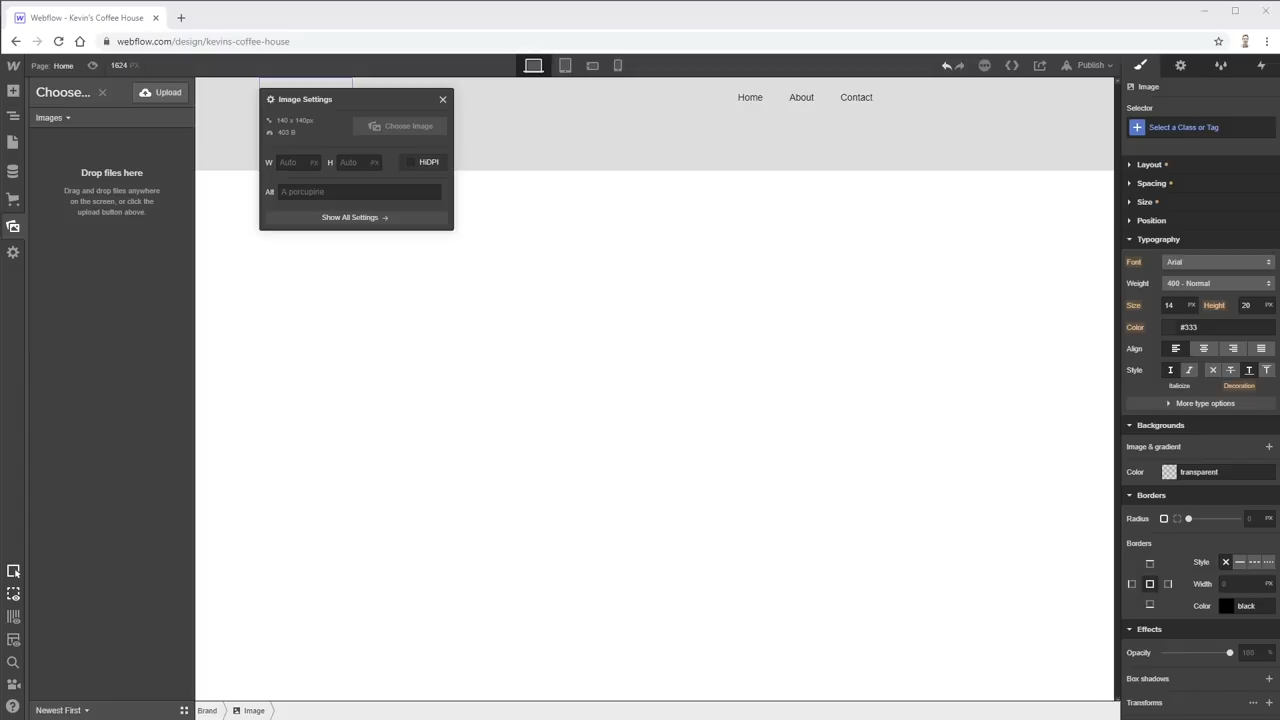 Webflow - Kevin's Coffee House
webflow.com/design/kevins-coffee-house
Page: Home
1624 PX
Publish
Choose...
Upload
Images
Drop files here
Drag and drop files anywhere
on the screen, or click the
upload button above.
Newest First
Home About Contact
Image Settings
140 x 140px
403 B
Choose Image
W Auto PX H Auto PX HiDPI
Alt A porcupine
Show All Settings →
Brand Image
Image
Selector
Select a Class or Tag
Layout
Spacing
Size
Position
Typography
Font Arial
Weight 400 - Normal
Size 14 PX Height 20 PX
Color #333
Align
Style
Italicize Decoration
More type options
Backgrounds
Image & gradient
Color transparent
Borders
Radius 0 PX
Borders
Style
Width 0 PX
Color black
Effects
Opacity 100 %
Box shadows
Transforms